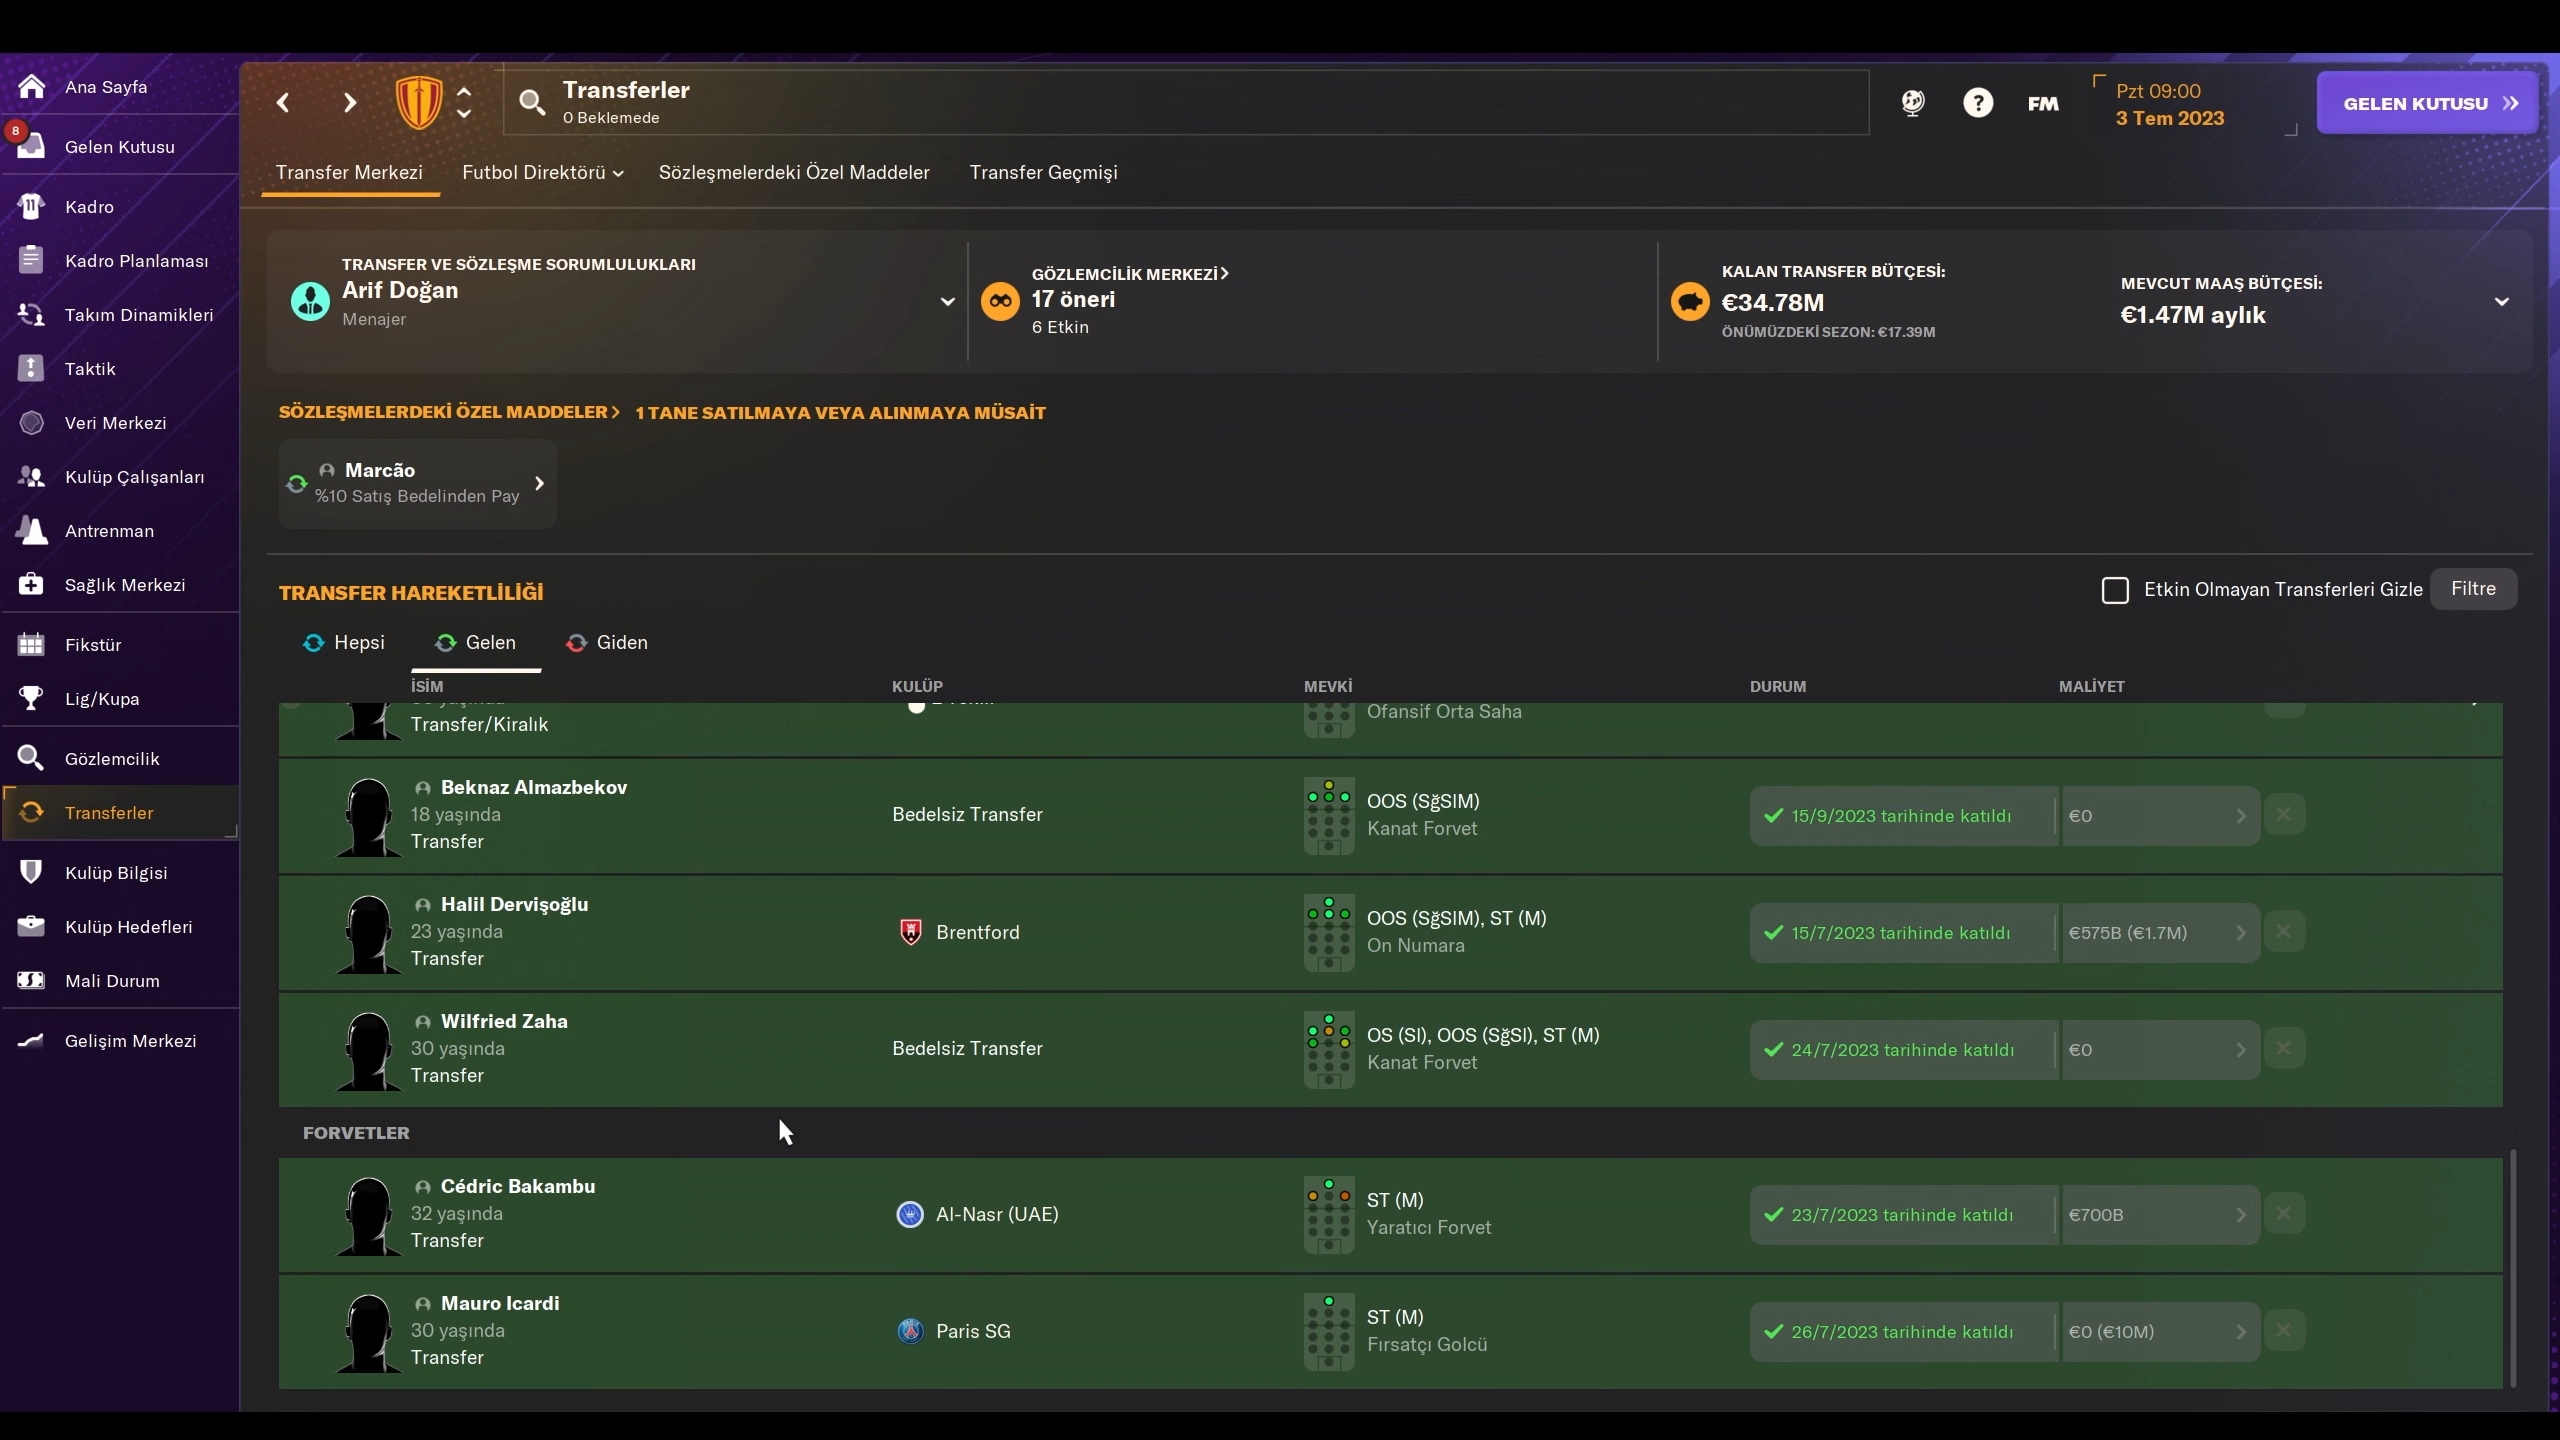 Ana Sayfa
8
Gelen Kutusu
Kadro
Kadro Planlaması
Takım Dinamikleri
Taktik
Veri Merkezi
Kulüp Çalışanları
Antrenman
Sağlık Merkezi
Fikstür
Lig/Kupa
Gözlemcilik
Transferler
Kulüp Bilgisi
Kulüp Hedefleri
Mali Durum
Gelişim Merkezi
Transferler
0 Beklemede
?
FM
Pzt 09:00
3 Tem 2023
GELEN KUTUSU
Transfer Merkezi
Futbol Direktörü
Sözleşmelerdeki Özel Maddeler
Transfer Geçmişi
TRANSFER VE SÖZLEŞME SORUMLULUKLARI
Arif Doğan
Menajer
GÖZLEMCİLİK MERKEZİ>
17 öneri
6 Etkin
KALAN TRANSFER BÜTÇESİ:
€34.78M
ÖNÜMÜZDEKİ SEZON: €17.39M
MEVCUT MAAŞ BÜTÇESİ:
€1.47M aylık
SÖZLEŞMELERDEKİ ÖZEL MADDELER> 1 TANE SATILMAYA VEYA ALINMAYA MÜSAİT
Marcão
%10 Satış Bedelinden Pay
TRANSFER HAREKETLİLİĞİ
Etkin Olmayan Transferleri Gizle
Filtre
Hepsi
Gelen
Giden
İSİM KULÜP MEVKİ DURUM MALİYET
Transfer/Kiralık
Ofansif Orta Saha
Beknaz Almazbekov
18 yaşında
Transfer
Bedelsiz Transfer
OOS (SğSlM)
Kanat Forvet
15/9/2023 tarihinde katıldı
€0
Halil Dervişoğlu
23 yaşında
Transfer
Brentford
OOS (SğSlM), ST (M)
On Numara
15/7/2023 tarihinde katıldı
€575B (€1.7M)
Wilfried Zaha
30 yaşında
Transfer
Bedelsiz Transfer
OS (Sl), OOS (SğSl), ST (M)
Kanat Forvet
24/7/2023 tarihinde katıldı
€0
FORVETLER
Cédric Bakambu
32 yaşında
Transfer
Al-Nasr (UAE)
ST (M)
Yaratıcı Forvet
23/7/2023 tarihinde katıldı
€700B
Mauro Icardi
30 yaşında
Transfer
Paris SG
ST (M)
Fırsatçı Golcü
26/7/2023 tarihinde katıldı
€0 (€10M)